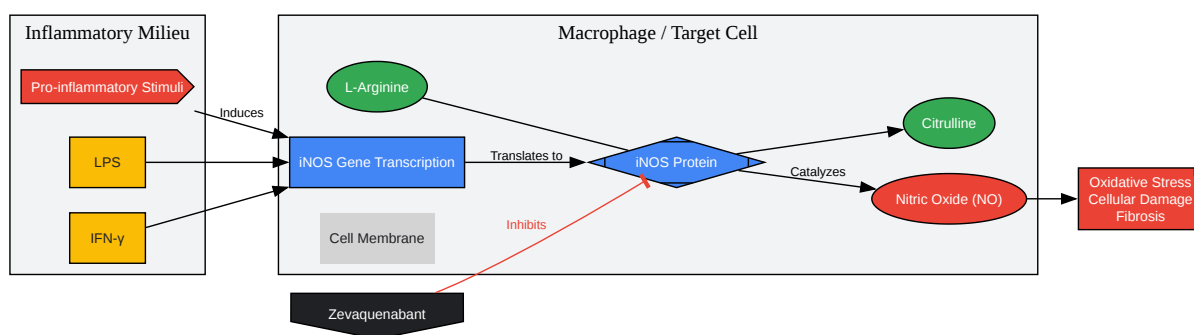 Inflammatory Milieu
Macrophage / Target Cell
Pro-inflammatory Stimuli
L-Arginine
Induces
Citrulline
LPS
iNOS Gene Transcription
Translates to
iNOS Protein
Catalyzes
Nitric Oxide (NO)
Oxidative Stress
Cellular Damage
Fibrosis
IFN-γ
Cell Membrane
Inhibits
Zevaquenabant